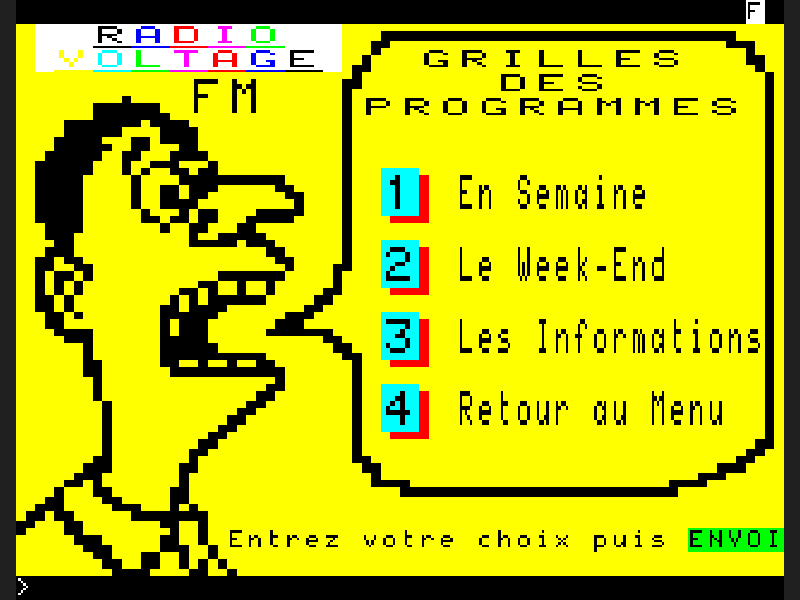 F
RADIO
VOLTAGE
FM
GRILLES
DES
PROGRAMMES
1 En Semaine
2 Le Week-End
3 Les Informations
4 Retour au Menu
Entrez votre choix puis ENVOI
>